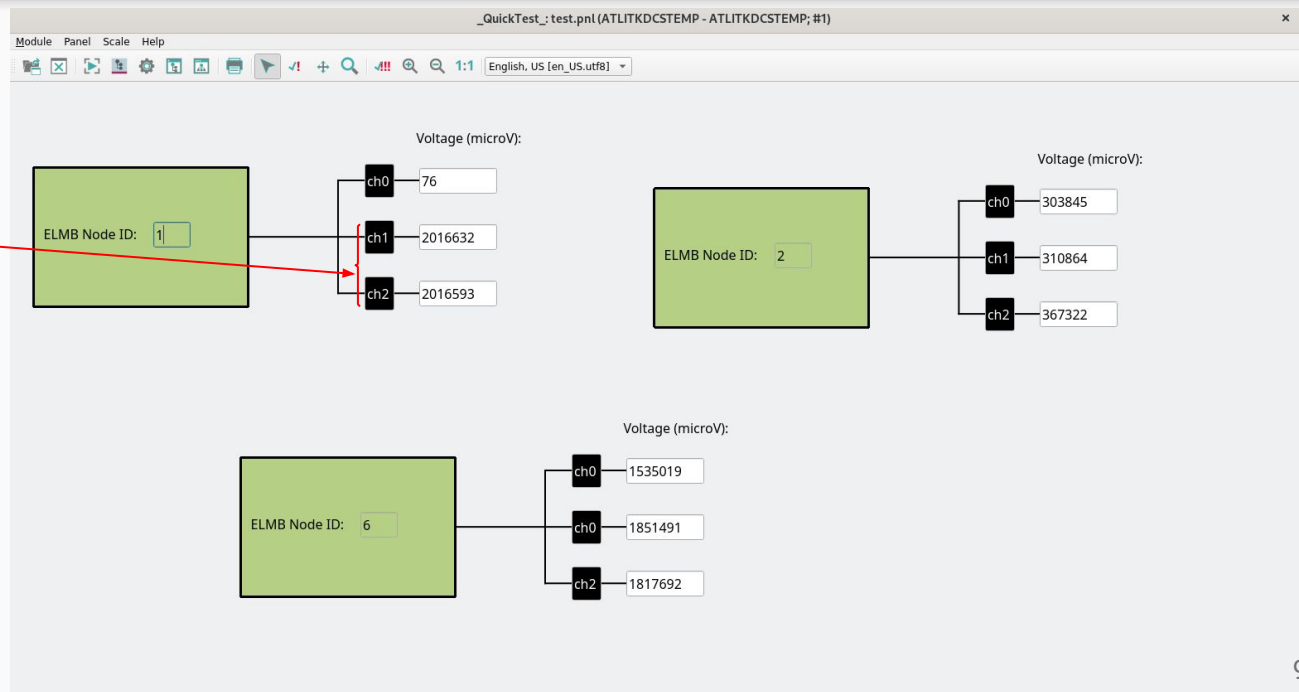 _QuickTest_: test.pnl (ATLITKDCSTEMP - ATLITKDCSTEMP; #1)
Module Panel Scale Help
1:1 English, US [en_US.utf8]
Voltage (microV):
ELMB Node ID: 1
ch0 76
ch1 2016632
ch2 2016593
Voltage (microV):
ELMB Node ID: 2
ch0 303845
ch1 310864
ch2 367322
Voltage (microV):
ELMB Node ID: 6
ch0 1535019
ch0 1851491
ch2 1817692